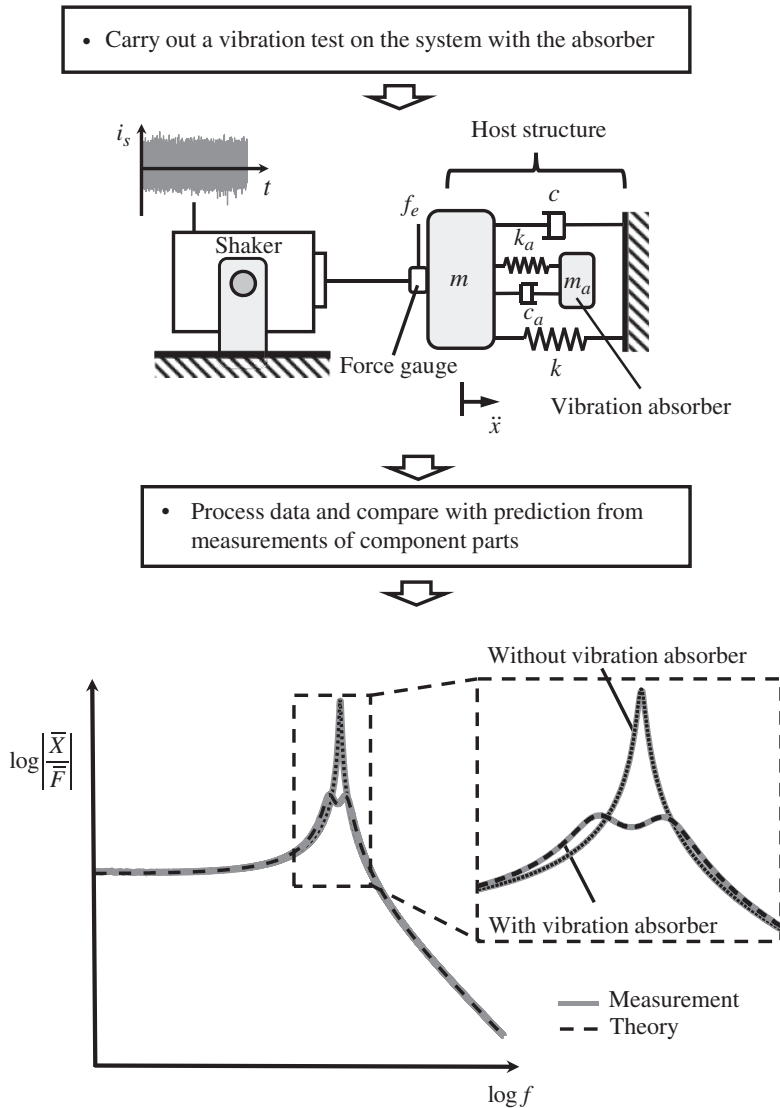 • Carry out a vibration test on the system with the absorber
Host structure
i_s
t
Shaker
f_e
c
k_a
m
m_a
c_a
Force gauge
k
Vibration absorber
ẍ
• Process data and compare with prediction from
measurements of component parts
Without vibration absorber
log|X̅/F̅|
With vibration absorber
Measurement
Theory
log f